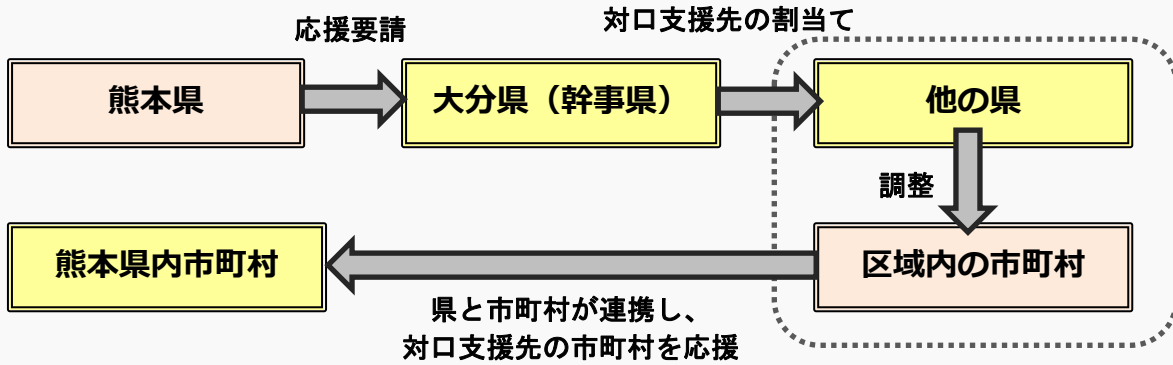 応援要請
対口支援先の割当て
熊本県
大分県（幹事県）
他の県
調整
熊本県内市町村
区域内の市町村
県と市町村が連携し、
対口支援先の市町村を応援